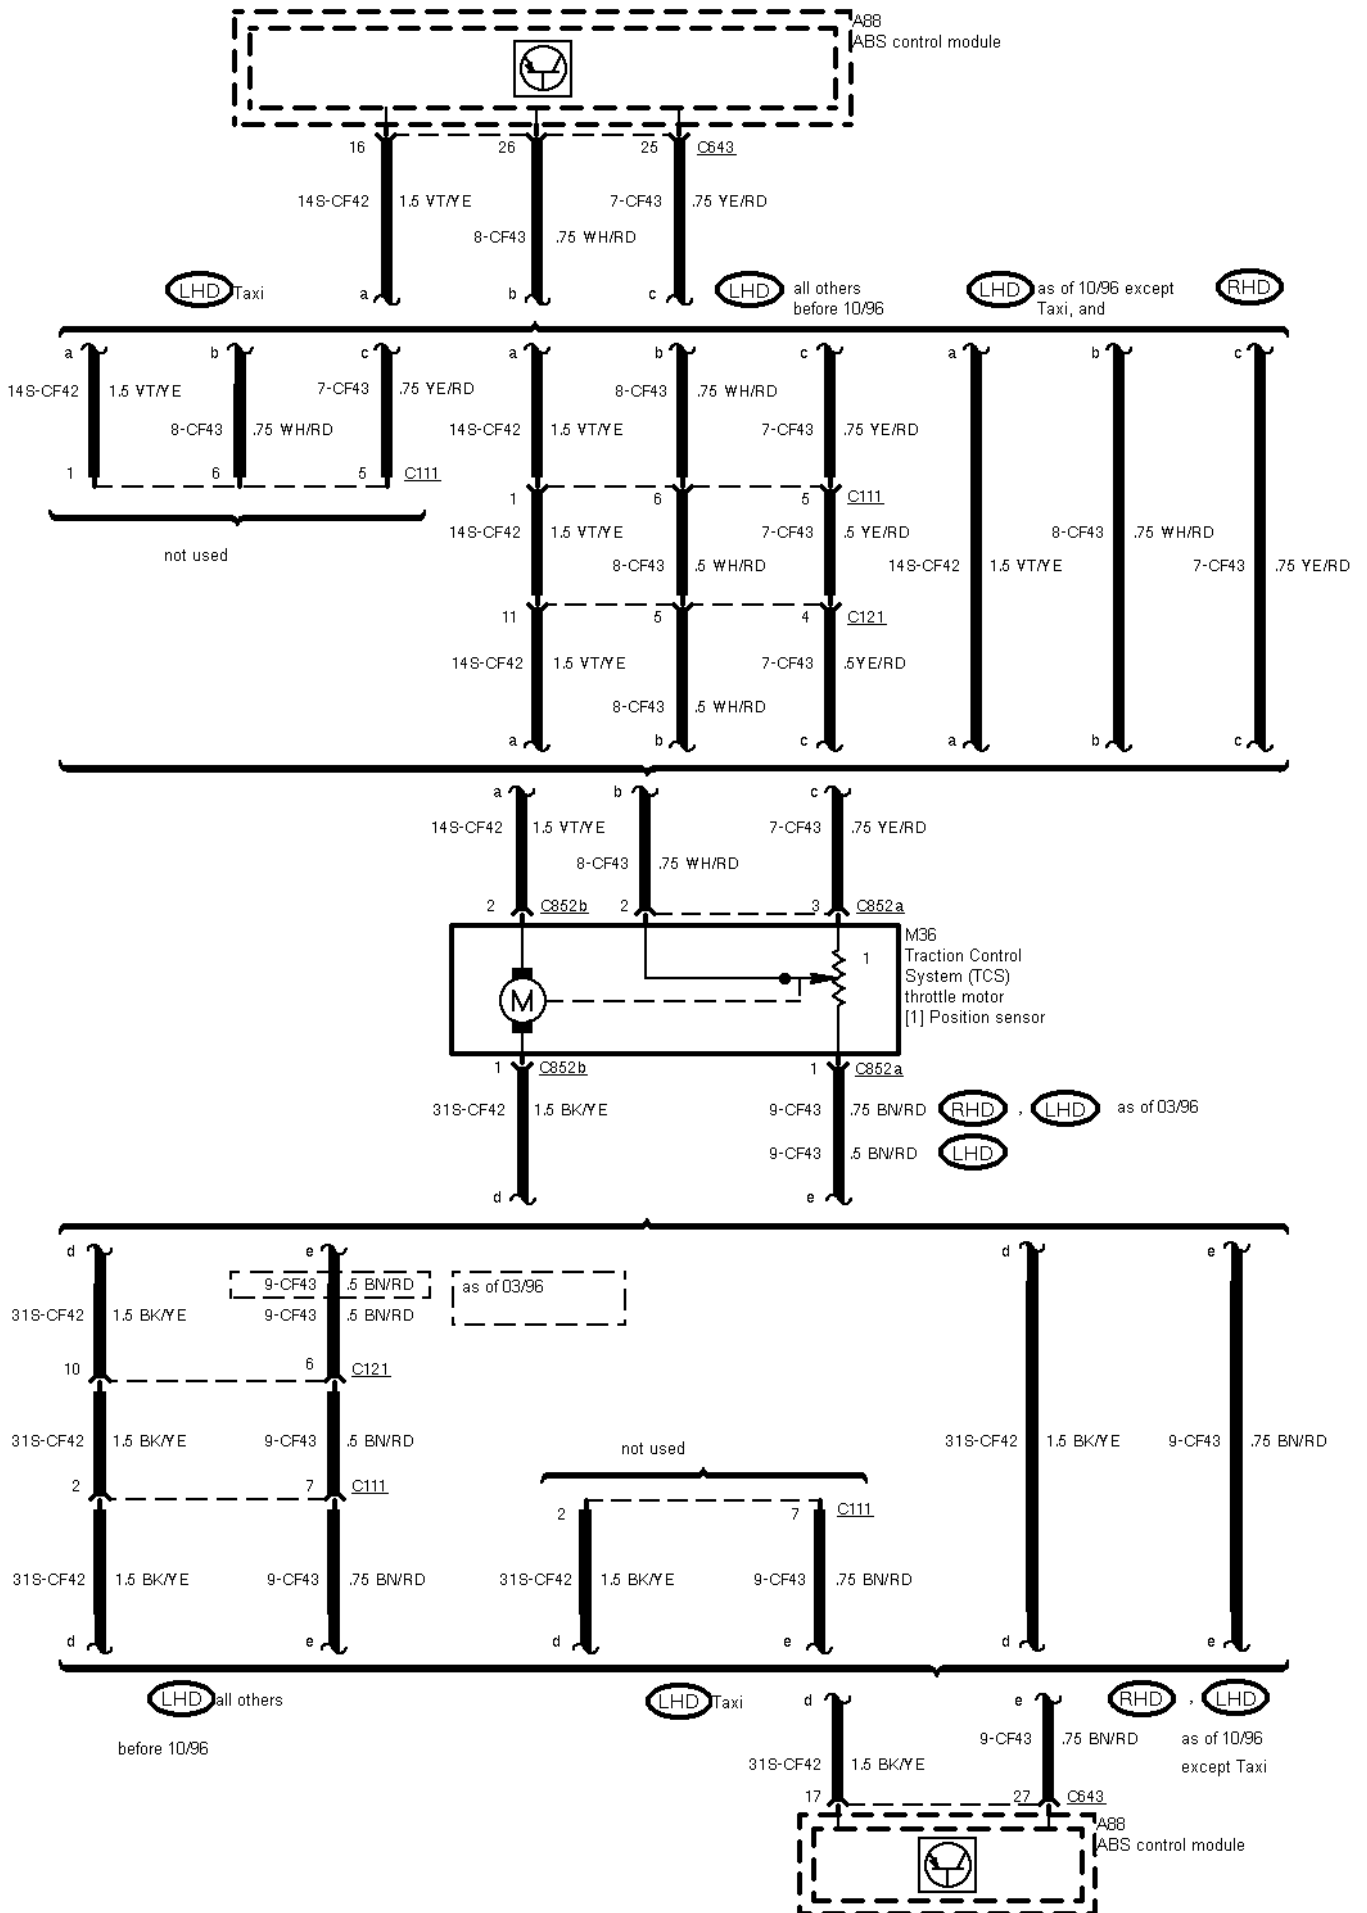 A88
ABS control module
16 26 25 C643
14S-CF42 1.5 VT/YE 7-CF43 .75 YE/RD
8-CF43 .75 WH/RD
LHD Taxi a b c LHD all others before 10/96 LHD as of 10/96 except Taxi, and RHD
a b c a b c a b c
14S-CF42 1.5 VT/YE 7-CF43 .75 YE/RD 8-CF43 .75 WH/RD
8-CF43 .75 WH/RD 14S-CF42 1.5 VT/YE 7-CF43 .75 YE/RD
1 6 5 C111
1 6 5 C111
14S-CF42 1.5 VT/YE 7-CF43 .5 YE/RD 8-CF43 .75 WH/RD
not used
8-CF43 .5 WH/RD 14S-CF42 1.5 VT/YE 7-CF43 .75 YE/RD
11 5 4 C121
14S-CF42 1.5 VT/YE 7-CF43 .5YE/RD
8-CF43 .5 WH/RD
a b c a b c
a b c
14S-CF42 1.5 VT/YE 7-CF43 .75 YE/RD
8-CF43 .75 WH/RD
2 C852b 2 3 C852a
M36
1 Traction Control
System (TCS)
M throttle motor
[1] Position sensor
1 C852b 1 C852a
31S-CF42 1.5 BK/YE 9-CF43 .75 BN/RD RHD , LHD as of 03/96
9-CF43 .5 BN/RD LHD
d e
d e d e
9-CF43 .5 BN/RD as of 03/96
31S-CF42 1.5 BK/YE 9-CF43 .5 BN/RD
10 6 C121
31S-CF42 1.5 BK/YE 9-CF43 .5 BN/RD not used 31S-CF42 1.5 BK/YE 9-CF43 .75 BN/RD
2 7 C111
2 7 C111
31S-CF42 1.5 BK/YE 9-CF43 .75 BN/RD 31S-CF42 1.5 BK/YE 9-CF43 .75 BN/RD
d e d e d e
LHD all others LHD Taxi d e RHD , LHD
before 10/96 9-CF43 .75 BN/RD as of 10/96
31S-CF42 1.5 BK/YE except Taxi
17 27 C643
A88
ABS control module